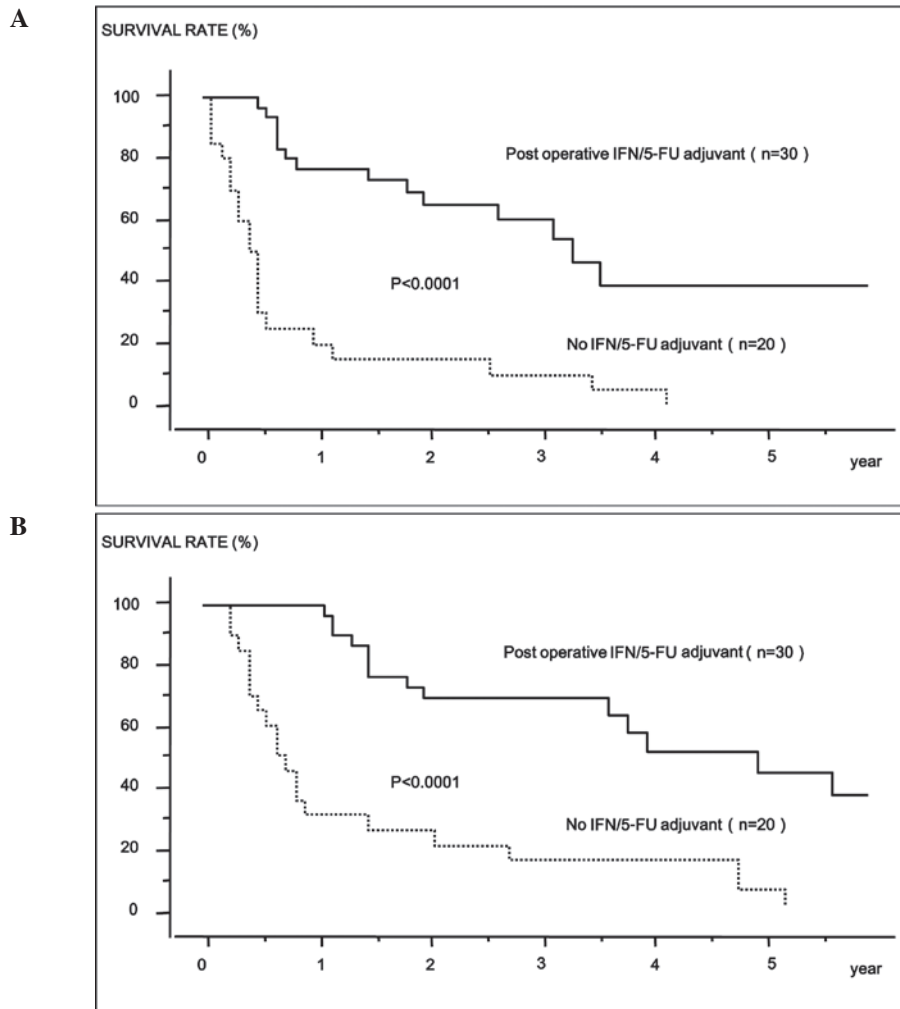 A
SURVIVAL RATE (%)
100
80
60
40
20
0
Post operative IFN/5-FU adjuvant ( n=30 )
P<0.0001
No IFN/5-FU adjuvant ( n=20 )
0 1 2 3 4 5 year
B
SURVIVAL RATE (%)
100
80
60
40
20
0
Post operative IFN/5-FU adjuvant ( n=30 )
P<0.0001
No IFN/5-FU adjuvant ( n=20 )
0 1 2 3 4 5 year